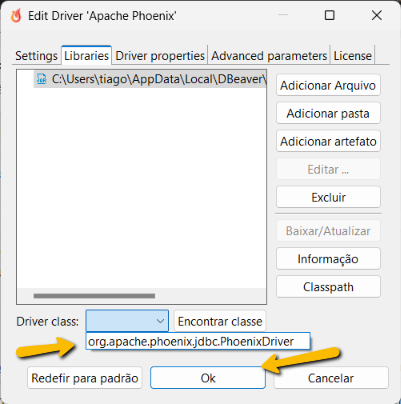 Edit Driver 'Apache Phoenix'
Settings Libraries Driver properties Advanced parameters License
C:\Users\tiago\AppData\Local\DBeaver\
Adicionar Arquivo
Adicionar pasta
Adicionar artefato
Editar ...
Excluir
Baixar/Atualizar
Informação
Classpath
Driver class: Encontrar classe
org.apache.phoenix.jdbc.PhoenixDriver
Redefir para padrão Ok Cancelar